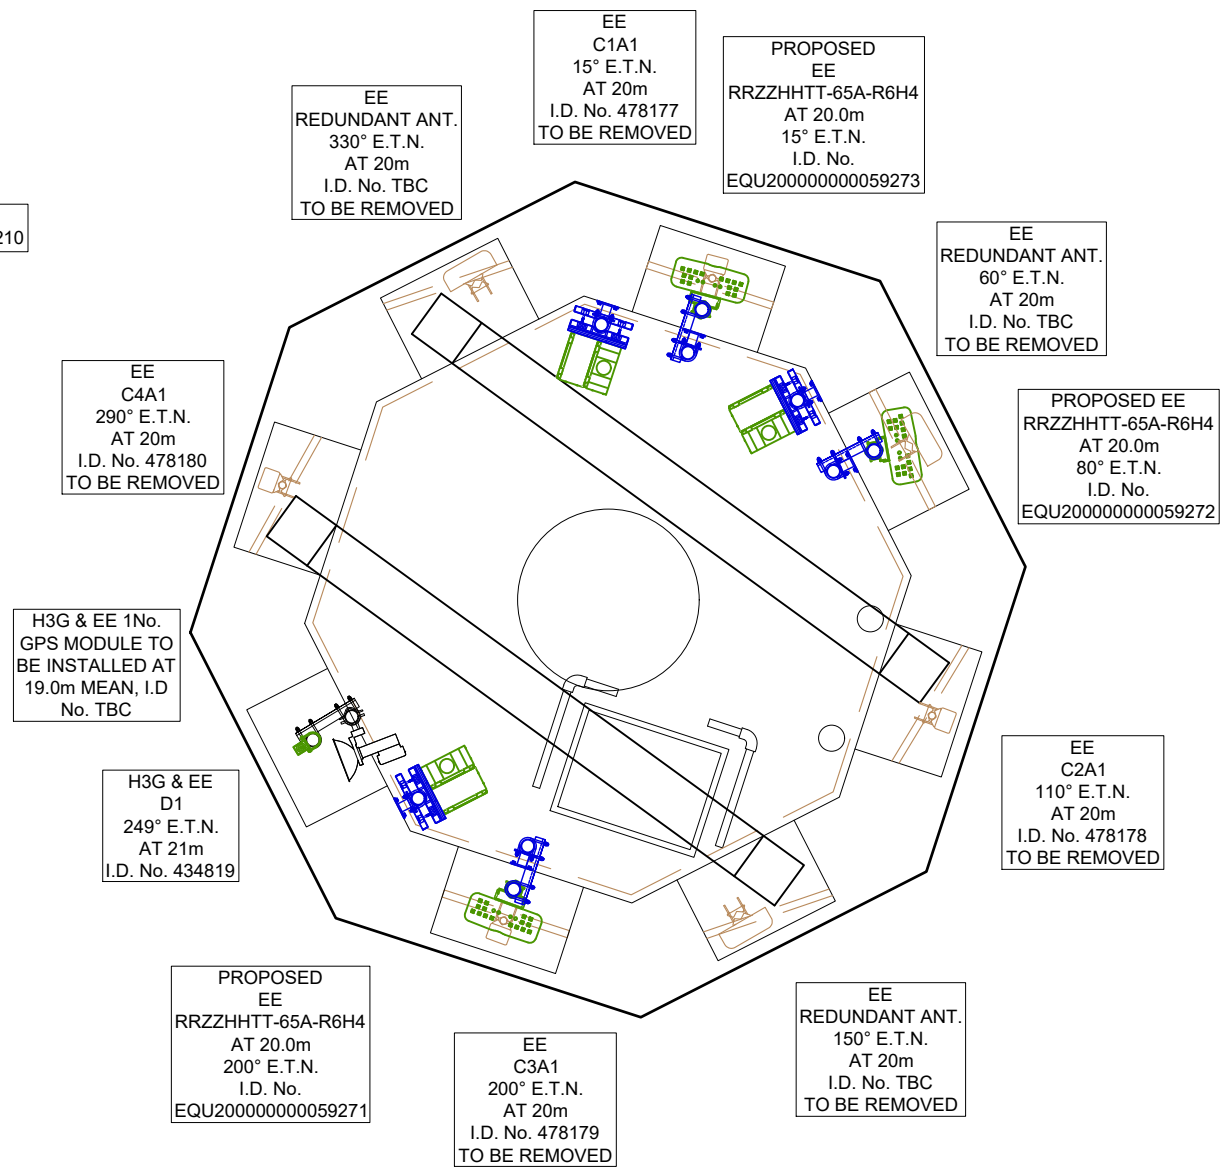 EE
C1A1
15° E.T.N.
AT 20m
I.D. No. 478177
TO BE REMOVED
PROPOSED
EE
RRZZHHTT-65A-R6H4
AT 20.0m
15° E.T.N.
I.D. No.
EQU200000000059273
EE
REDUNDANT ANT.
330° E.T.N.
AT 20m
I.D. No. TBC
TO BE REMOVED
210
EE
REDUNDANT ANT.
60° E.T.N.
AT 20m
I.D. No. TBC
TO BE REMOVED
EE
C4A1
290° E.T.N.
AT 20m
I.D. No. 478180
TO BE REMOVED
PROPOSED EE
RRZZHHTT-65A-R6H4
AT 20.0m
80° E.T.N.
I.D. No.
EQU200000000059272
H3G & EE 1No.
GPS MODULE TO
BE INSTALLED AT
19.0m MEAN, I.D
No. TBC
EE
C2A1
110° E.T.N.
AT 20m
I.D. No. 478178
TO BE REMOVED
H3G & EE
D1
249° E.T.N.
AT 21m
I.D. No. 434819
PROPOSED
EE
RRZZHHTT-65A-R6H4
AT 20.0m
200° E.T.N.
I.D. No.
EQU200000000059271
EE
C3A1
200° E.T.N.
AT 20m
I.D. No. 478179
TO BE REMOVED
EE
REDUNDANT ANT.
150° E.T.N.
AT 20m
I.D. No. TBC
TO BE REMOVED